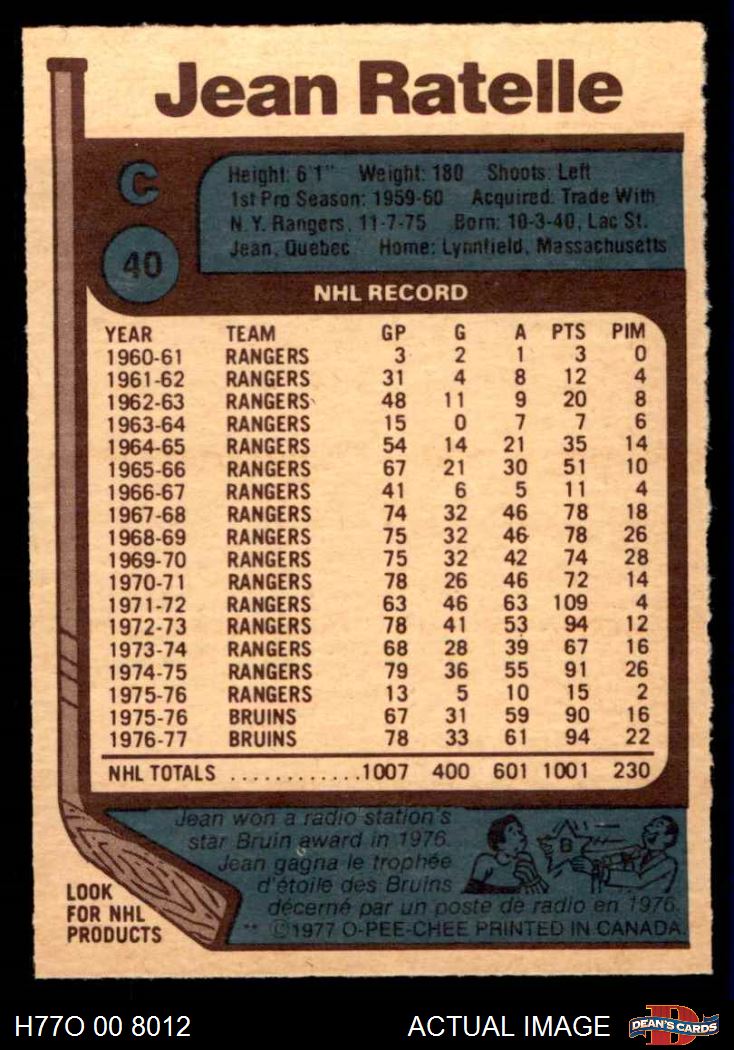 Jean Ratelle
C
40
Height: 6'1" Weight: 180 Shoots: Left
1st Pro Season: 1959-60 Acquired: Trade With
N.Y. Rangers, 11-7-75 Born: 10-3-40, Lac St.
Jean, Quebec Home: Lynnfield, Massachusetts
NHL RECORD
YEAR TEAM GP G A PTS PIM
1960-61 RANGERS 3 2 1 3 0
1961-62 RANGERS 31 4 8 12 4
1962-63 RANGERS 48 11 9 20 8
1963-64 RANGERS 15 0 7 7 6
1964-65 RANGERS 54 14 21 35 14
1965-66 RANGERS 67 21 30 51 10
1966-67 RANGERS 41 6 5 11 4
1967-68 RANGERS 74 32 46 78 18
1968-69 RANGERS 75 32 46 78 26
1969-70 RANGERS 75 32 42 74 28
1970-71 RANGERS 78 26 46 72 14
1971-72 RANGERS 63 46 63 109 4
1972-73 RANGERS 78 41 53 94 12
1973-74 RANGERS 68 28 39 67 16
1974-75 RANGERS 79 36 55 91 26
1975-76 RANGERS 13 5 10 15 2
1975-76 BRUINS 67 31 59 90 16
1976-77 BRUINS 78 33 61 94 22
NHL TOTALS ............1007 400 601 1001 230
Jean won a radio station's
star Bruin award in 1976.
Jean gagna le trophée
d'étoile des Bruins
décerné par un poste de radio en 1976.
** ©1977 O-PEE-CHEE PRINTED IN CANADA.
B
LOOK
FOR NHL
PRODUCTS
H77O 00 8012
ACTUAL IMAGE
D
DEAN'S CARDS